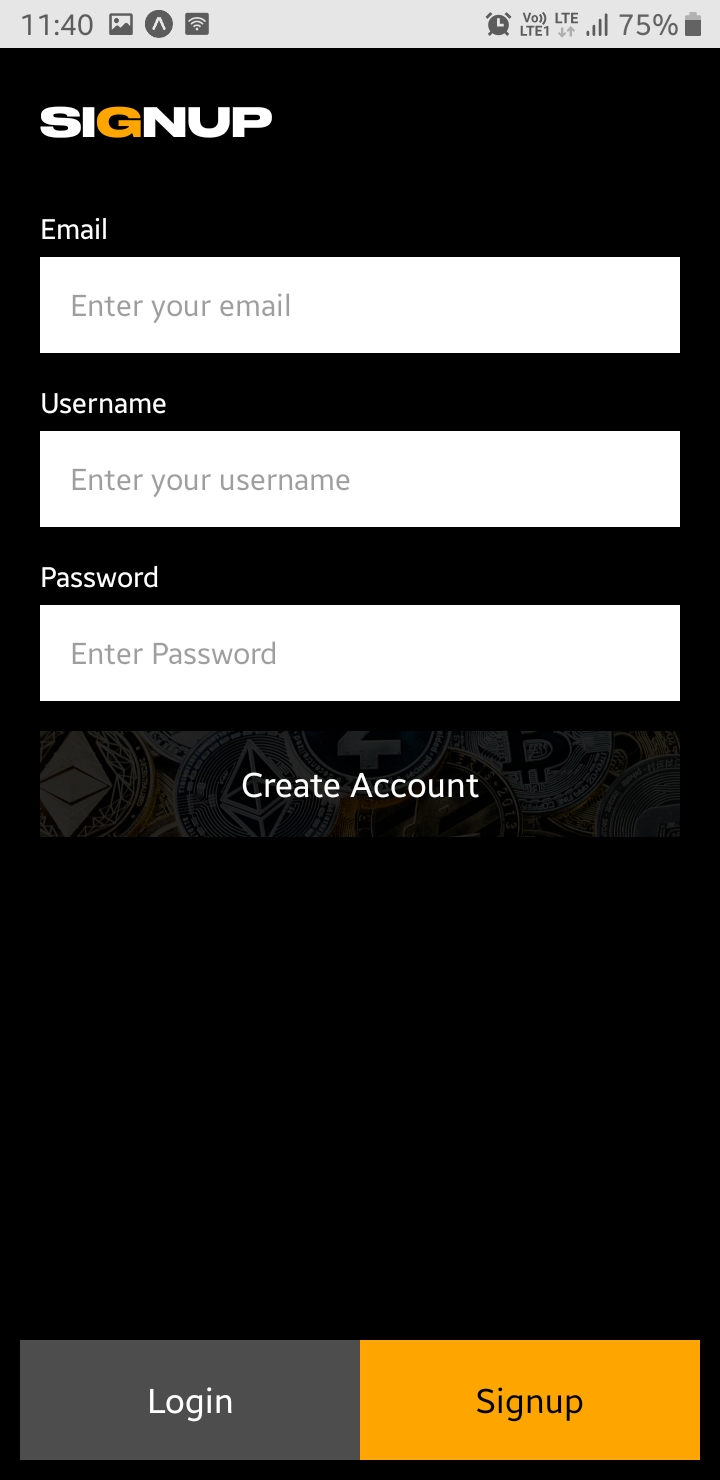 11:40 Vo)) LTE1 LTE 75%
SIGNUP
Email
Enter your email
Username
Enter your username
Password
Enter Password
Create Account
Login
Signup